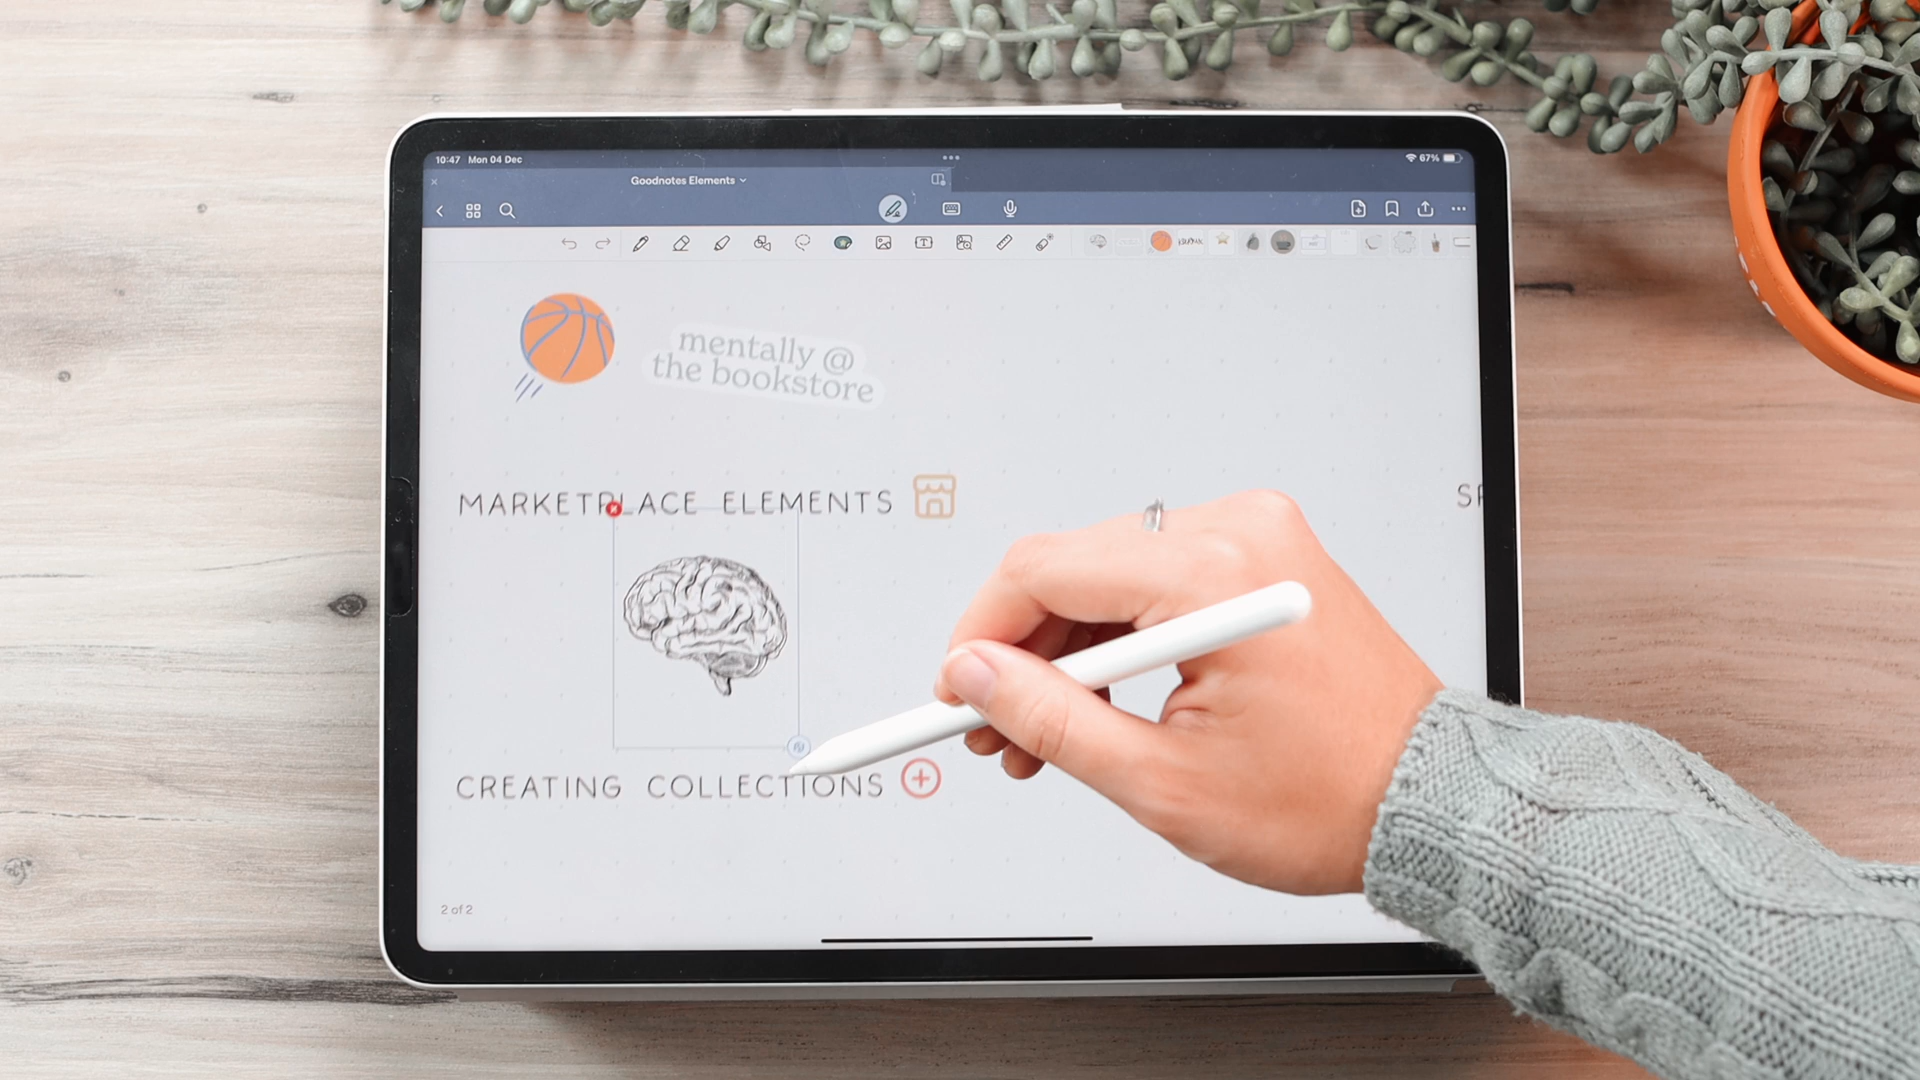 10:47 Mon 04 Dec
67%
Goodnotes Elements
mentally @
the bookstore
MARKETPLACE ELEMENTS
CREATING COLLECTIONS
2 of 2